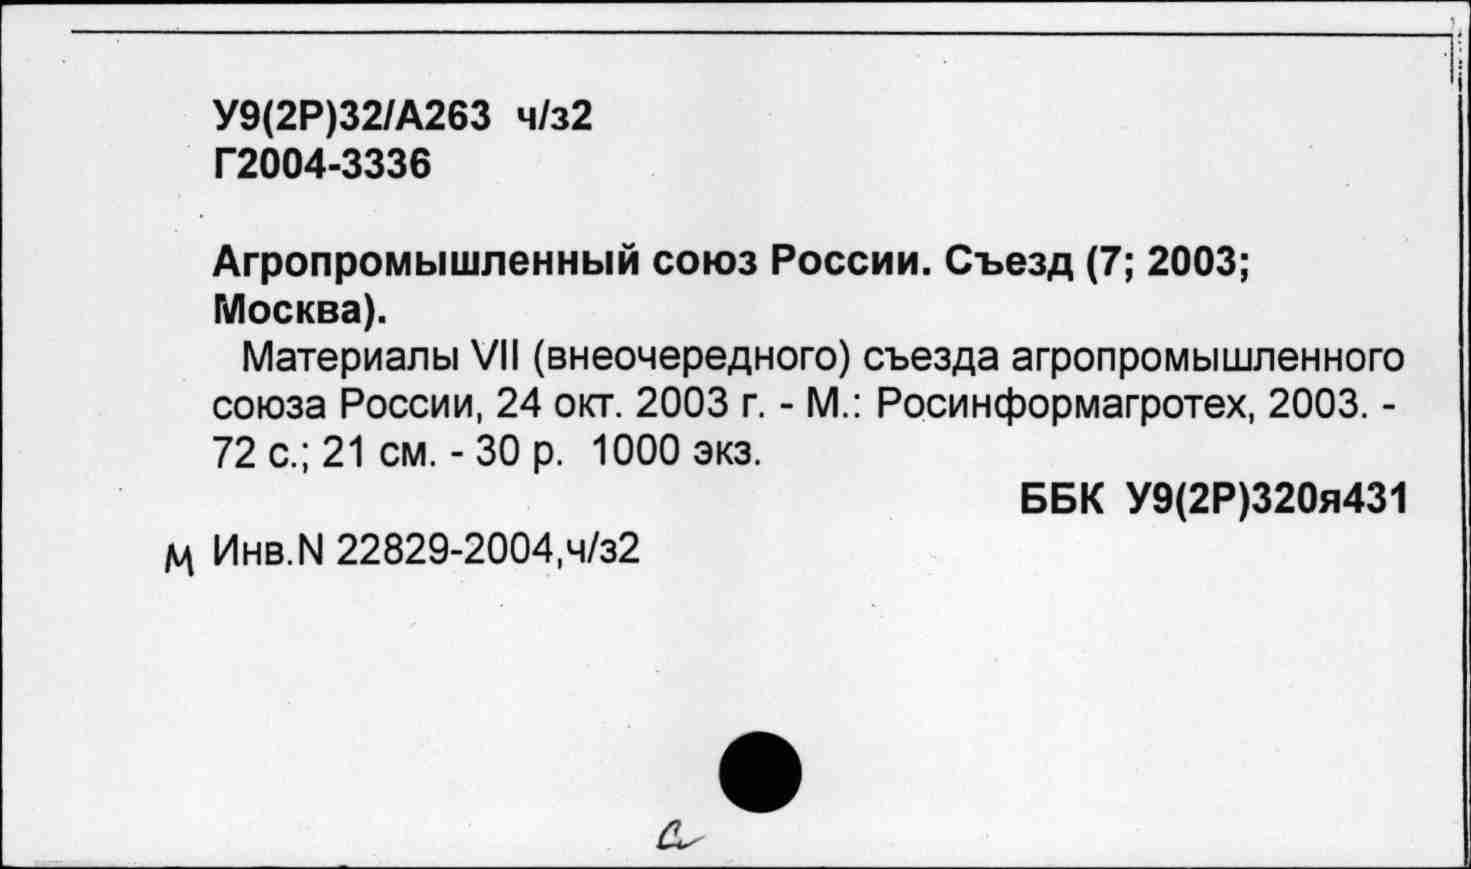 У9(2Р)32/А263 ч/з2
Г2004-3336
Агропромышленный союз России. Съезд (7; 2003;
Москва).
Материалы VII (внеочередного) съезда агропромышленного
союза России, 24 окт. 2003 г. - М.: Росинформагротех, 2003. -
72 с.; 21 см. - 30 р. 1000 экз.
ББК У9(2Р)320я431
М Инв.N 22829-2004,ч/з2